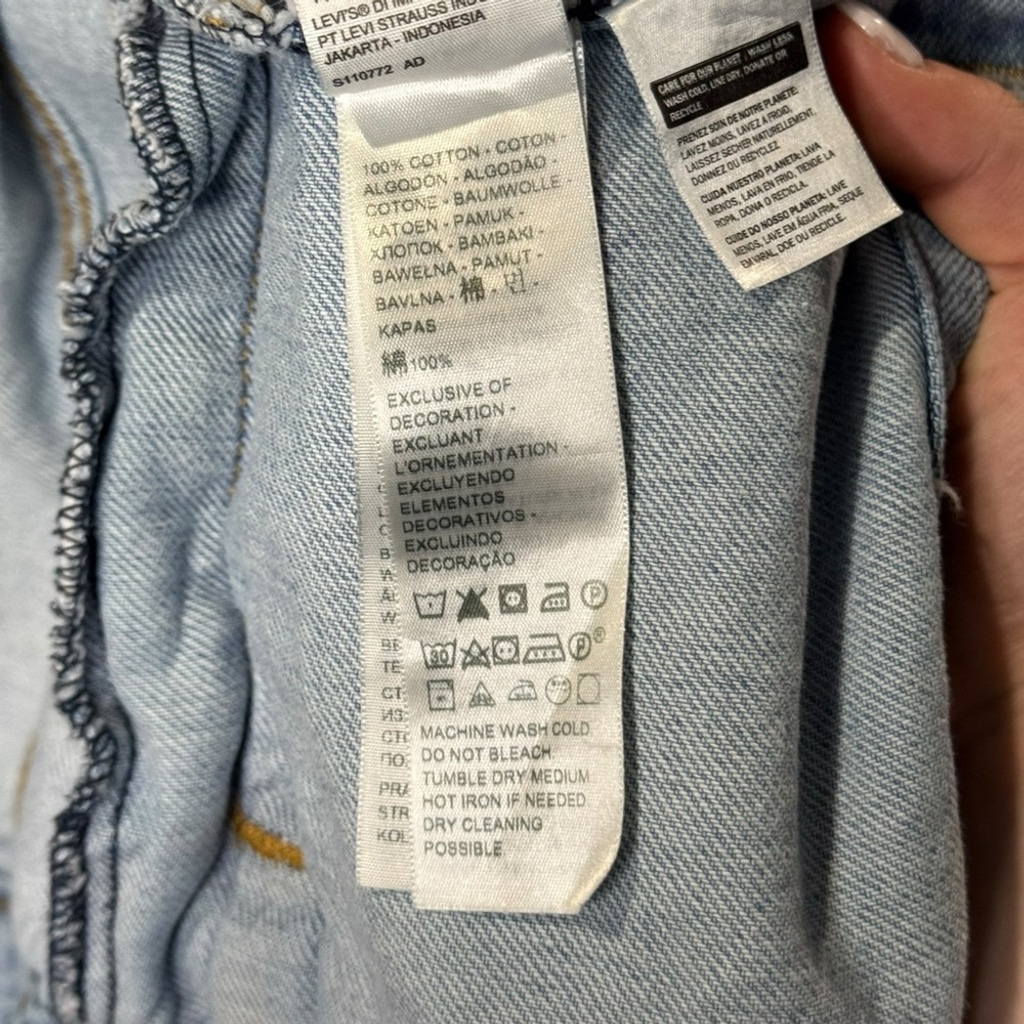 LEVI'S® DI
PT LEVI STRAUSS
JAKARTA - INDONESIA
S110772 AD
100% COTTON - COTON -
ALGODÓN - ALGODÃO -
COTONE - BAUMWOLLE -
KATOEN - PAMUK -
ХЛОПОК - BAMBAKI -
BAWEŁNA - PAMUT -
BAVLNA - 棉 - 면 -
KAPAS
綿100%
EXCLUSIVE OF
DECORATION -
EXCLUANT
L'ORNEMENTATION -
EXCLUYENDO
ELEMENTOS
DECORATIVOS -
EXCLUINDO
DECORAÇÃO
P
30
P®
MACHINE WASH COLD
DO NOT BLEACH
TUMBLE DRY MEDIUM
HOT IRON IF NEEDED
DRY CLEANING
POSSIBLE
CARE FOR OUR PLANET: WASH LESS,
WASH COLD, LINE DRY, DONATE OR
RECYCLE
PRENEZ SOIN DE NOTRE PLANETE:
LAVEZ MOINS, LAVEZ A FROID,
LAISSEZ SECHER NATURELLEMENT,
DONNEZ OU RECYCLEZ
CUIDA NUESTRO PLANETA: LAVA
MENOS, LAVA EN FRIO, TIENDE LA
ROPA, DONA O RECICLA.
CUIDE DO NOSSO PLANETA: LAVE
MENOS, LAVE EM ÁGUA FRIA, SEQUE
EM VARAL, DOE OU RECICLE.